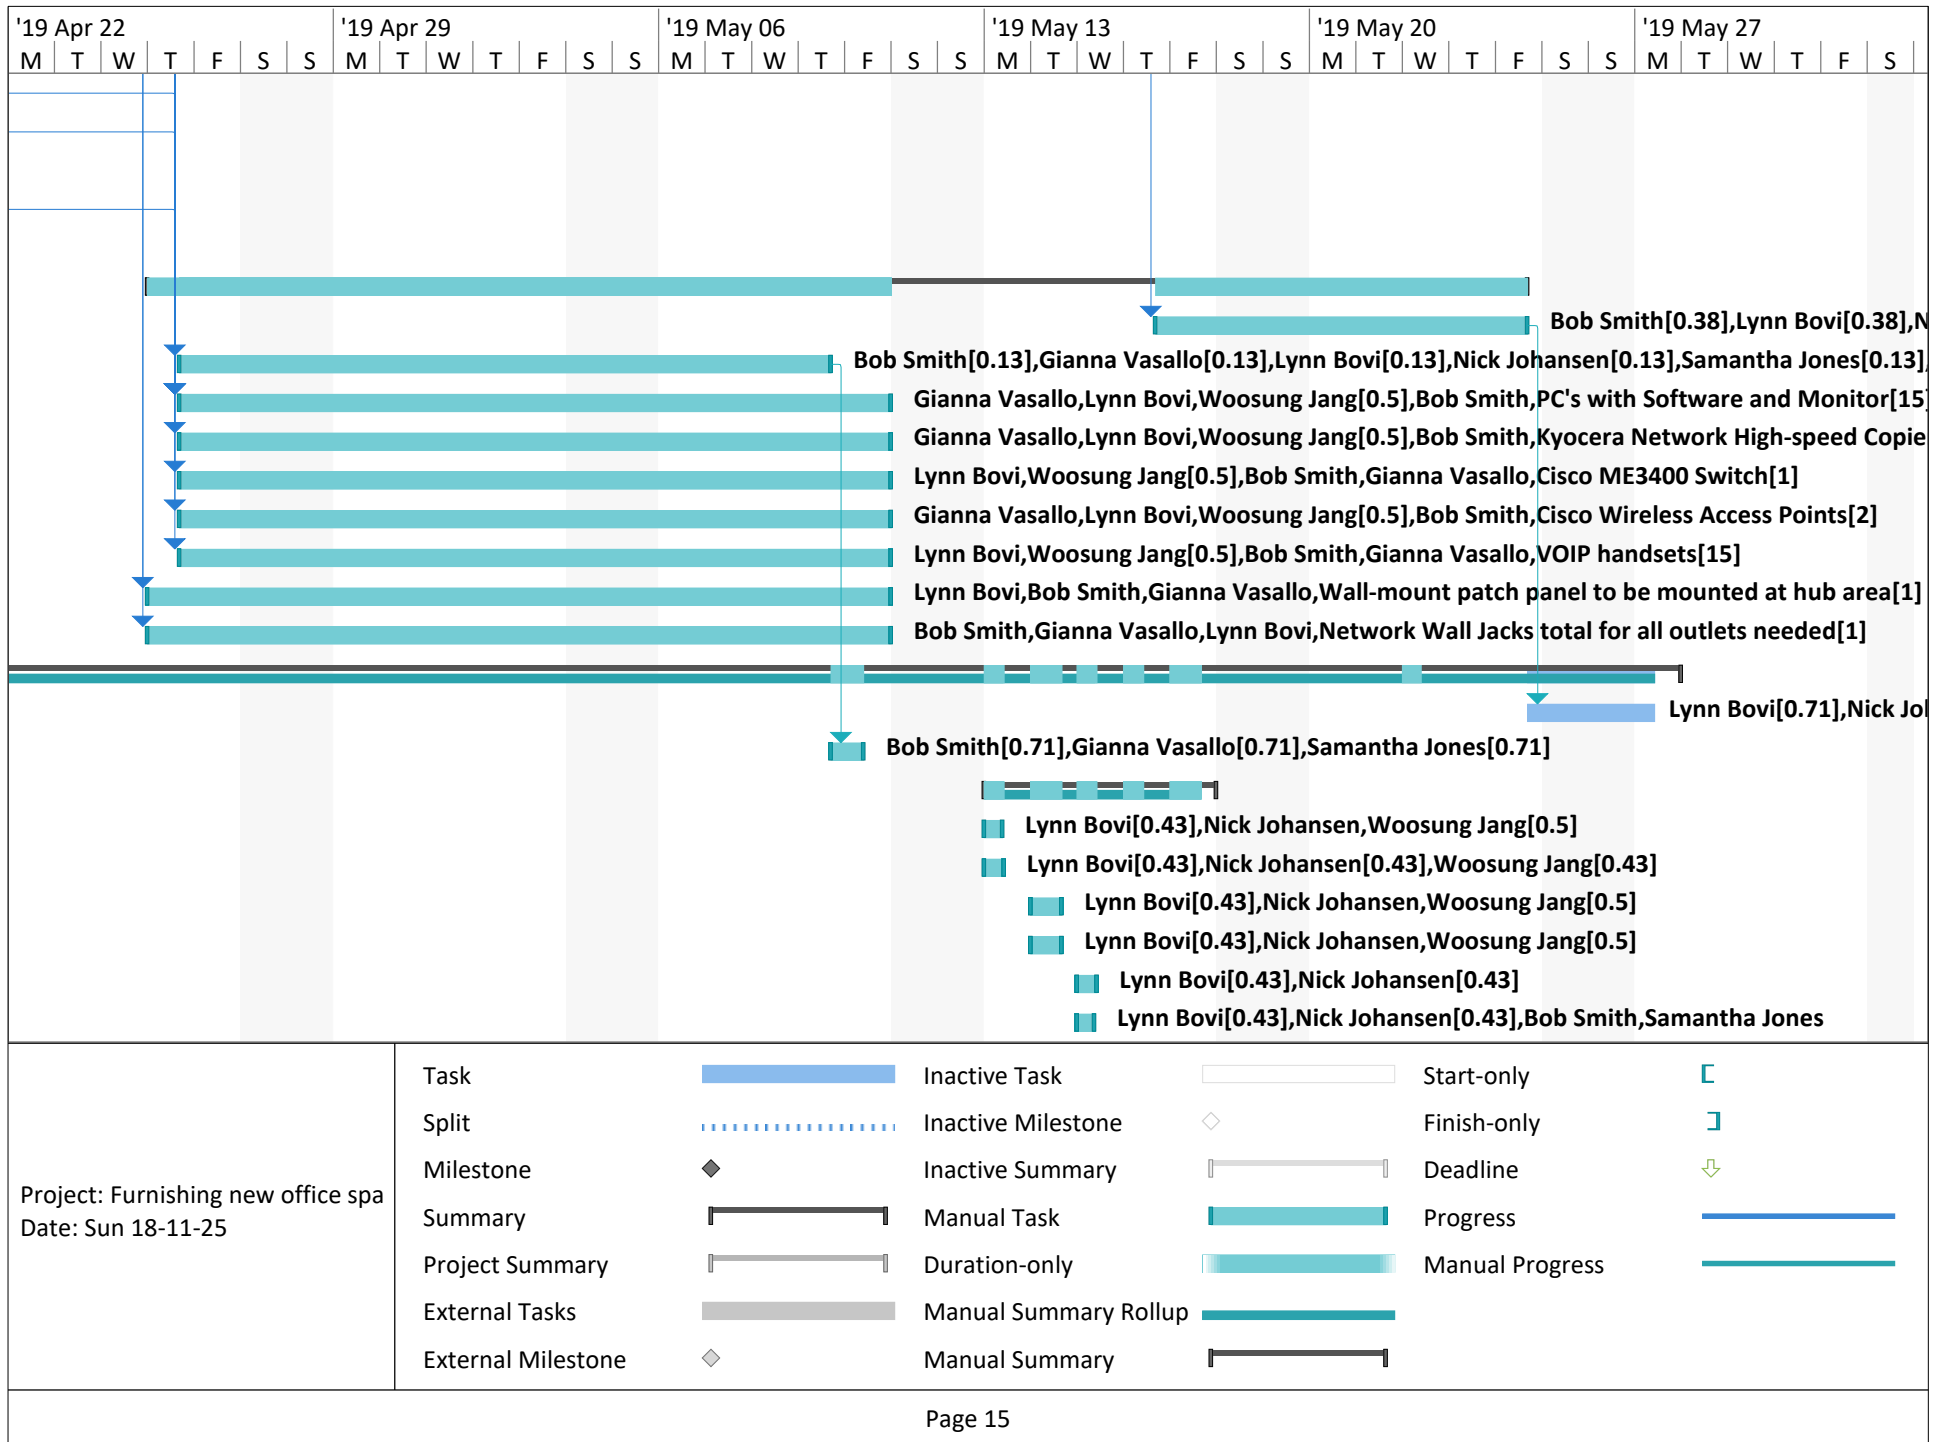 '19 Apr 22 '19 Apr 29 '19 May 06 '19 May 13 '19 May 20 '19 May 27
M T W T F S S M T W T F S S M T W T F S S M T W T F S S M T W T F S S M T W T F S
Bob Smith[0.38],Lynn Bovi[0.38],N
Bob Smith[0.13],Gianna Vasallo[0.13],Lynn Bovi[0.13],Nick Johansen[0.13],Samantha Jones[0.13],
Gianna Vasallo,Lynn Bovi,Woosung Jang[0.5],Bob Smith,PC's with Software and Monitor[15]
Gianna Vasallo,Lynn Bovi,Woosung Jang[0.5],Bob Smith,Kyocera Network High-speed Copie
Lynn Bovi,Woosung Jang[0.5],Bob Smith,Gianna Vasallo,Cisco ME3400 Switch[1]
Gianna Vasallo,Lynn Bovi,Woosung Jang[0.5],Bob Smith,Cisco Wireless Access Points[2]
Lynn Bovi,Woosung Jang[0.5],Bob Smith,Gianna Vasallo,VOIP handsets[15]
Lynn Bovi,Bob Smith,Gianna Vasallo,Wall-mount patch panel to be mounted at hub area[1]
Bob Smith,Gianna Vasallo,Lynn Bovi,Network Wall Jacks total for all outlets needed[1]
Lynn Bovi[0.71],Nick Jo
Bob Smith[0.71],Gianna Vasallo[0.71],Samantha Jones[0.71]
Lynn Bovi[0.43],Nick Johansen,Woosung Jang[0.5]
Lynn Bovi[0.43],Nick Johansen[0.43],Woosung Jang[0.43]
Lynn Bovi[0.43],Nick Johansen,Woosung Jang[0.5]
Lynn Bovi[0.43],Nick Johansen,Woosung Jang[0.5]
Lynn Bovi[0.43],Nick Johansen[0.43]
Lynn Bovi[0.43],Nick Johansen[0.43],Bob Smith,Samantha Jones
Project: Furnishing new office spa
Date: Sun 18-11-25
Task
Split
Milestone
Summary
Project Summary
External Tasks
External Milestone
Inactive Task
Inactive Milestone
Inactive Summary
Manual Task
Duration-only
Manual Summary Rollup
Manual Summary
Start-only
Finish-only
Deadline
Progress
Manual Progress
Page 15